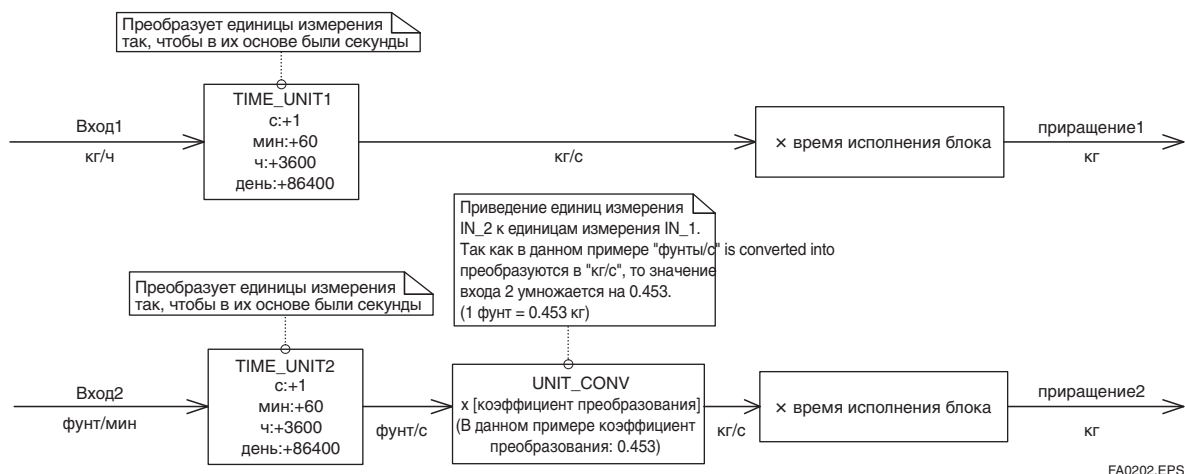 Преобразует единицы измерения
так, чтобы в их основе были секунды
Вход1
кг/ч
TIME_UNIT1
с:+1
мин:+60
ч:+3600
день:+86400
кг/с
× время исполнения блока
приращение1
кг
Приведение единиц измерения
IN_2 к единицам измерения IN_1.
Так как в данном примере "фунты/с" is converted into
преобразуются в "кг/с", то значение
входа 2 умножается на 0.453.
(1 фунт = 0.453 кг)
Преобразует единицы измерения
так, чтобы в их основе были секунды
Вход2
фунт/мин
TIME_UNIT2
с:+1
мин:+60
ч:+3600
день:+86400
фунт/с
UNIT_CONV
x [коэффициент преобразования]
(В данном примере коэффициент
преобразования: 0.453)
кг/с
× время исполнения блока
приращение2
кг
FA0202.EPS